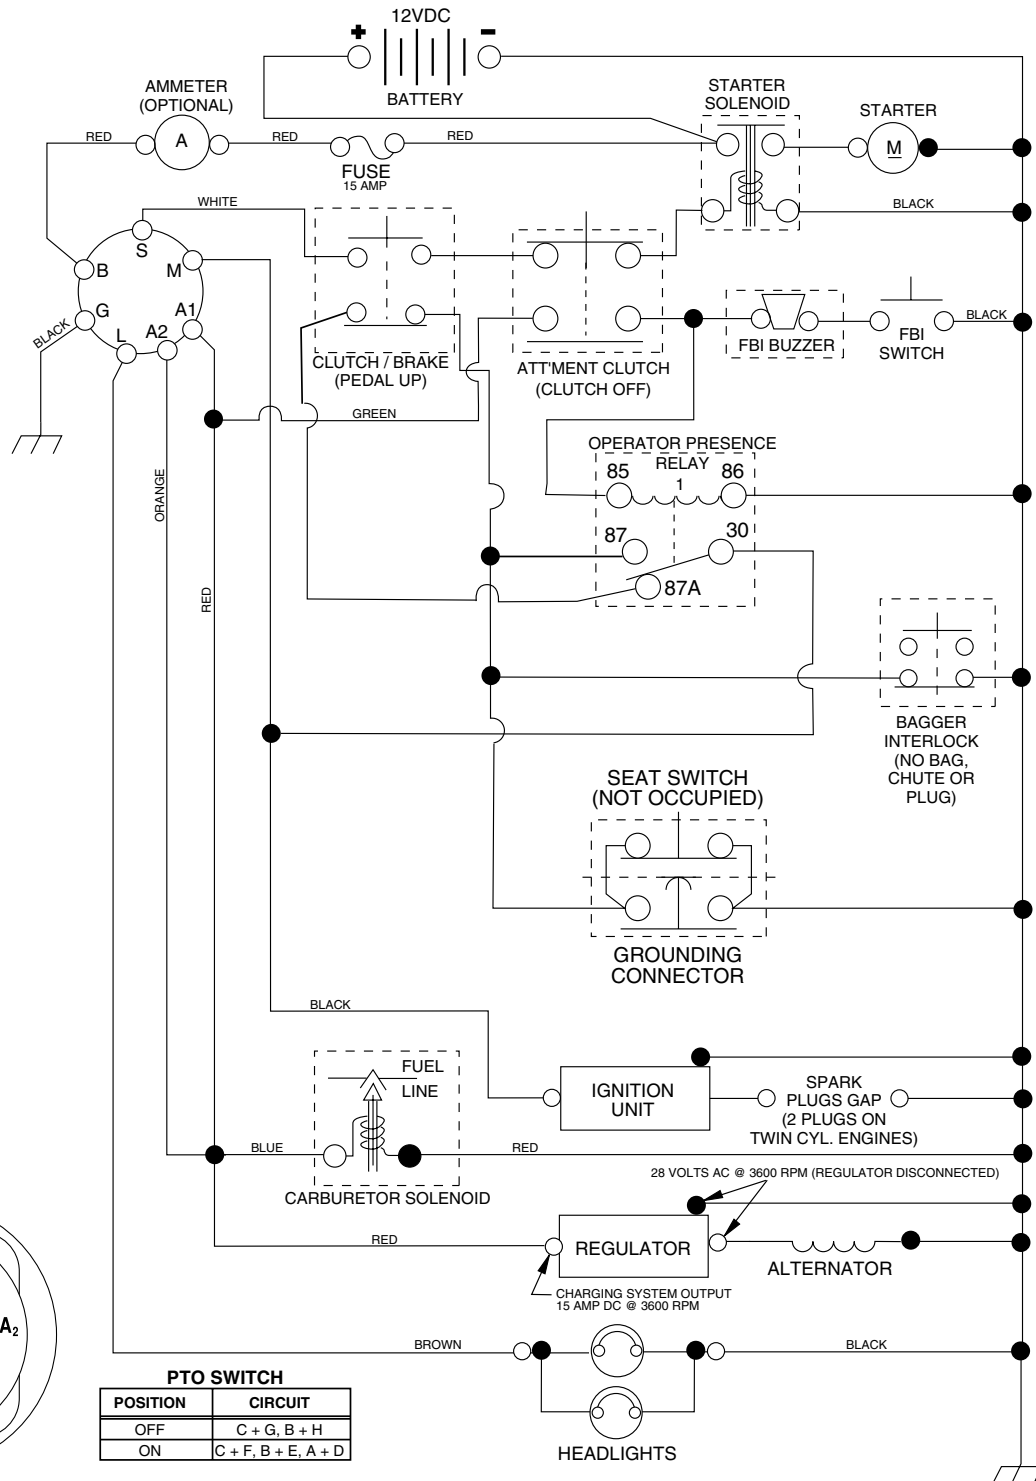 12VDC
+
-
BATTERY
AMMETER
(OPTIONAL)
STARTER
SOLENOID
STARTER
RED
A
RED
RED
M
FUSE
15 AMP
WHITE
BLACK
S
B
M
G
A1
L
A2
BLACK
CLUTCH / BRAKE
(PEDAL UP)
ATT'MENT CLUTCH
(CLUTCH OFF)
FBI BUZZER
FBI
SWITCH
BLACK
GREEN
OPERATOR PRESENCE
RELAY
1
85
86
87
30
87A
ORANGE
RED
BAGGER
INTERLOCK
(NO BAG,
CHUTE OR
PLUG)
SEAT SWITCH
(NOT OCCUPIED)
GROUNDING
CONNECTOR
BLACK
FUEL
LINE
IGNITION
UNIT
SPARK
PLUGS GAP
(2 PLUGS ON
TWIN CYL. ENGINES)
BLUE
RED
CARBURETOR SOLENOID
28 VOLTS AC @ 3600 RPM (REGULATOR DISCONNECTED)
RED
REGULATOR
ALTERNATOR
CHARGING SYSTEM OUTPUT
15 AMP DC @ 3600 RPM
A₂
BROWN
BLACK
HEADLIGHTS
PTO SWITCH
POSITION CIRCUIT
OFF C + G, B + H
ON C + F, B + E, A + D